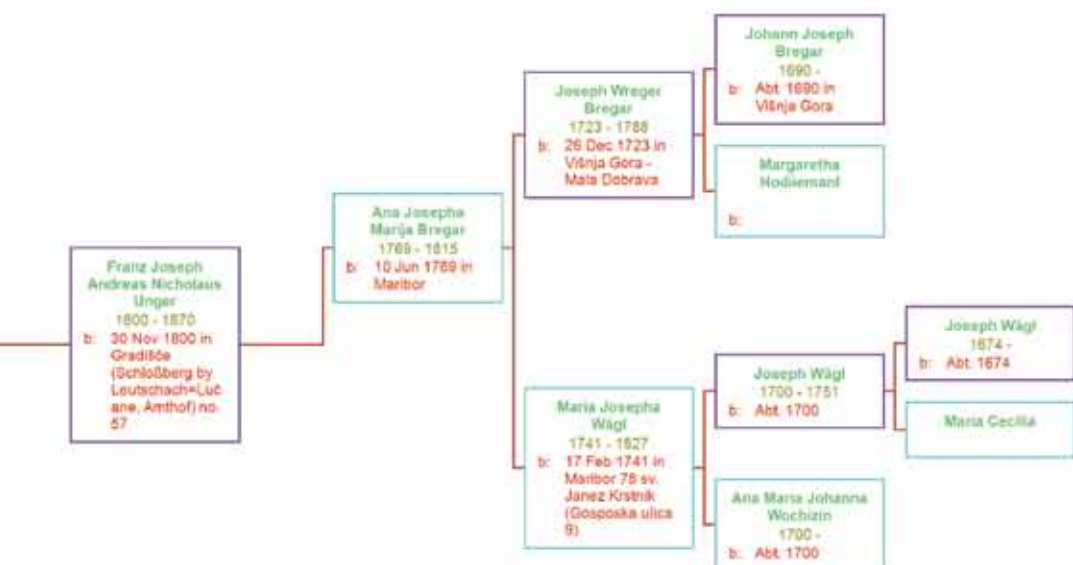 Johann Joseph
Bregar
1690 -
b: Abt. 1690 in
Višnja Gora
Joseph Wreger
Bregar
1723 - 1788
b: 26 Dec 1723 in
Višnja Gora -
Mala Dobrava
Margaretha
b:
Ana Josepha
Marija Bregar
1769 - 1815
b: 10 Jun 1769 in
Maribor
Franz Joseph
Andreas Nicholaus
Unger
1800 - 1870
b: 30 Nov 1800 in
Gradišče
(Schloßberg by
Leutschach=Luč
ane, Amthof) no
57
Joseph Wägl
1674 -
b: Abt. 1674
Joseph Wägl
1700 - 1751
b: Abt. 1700
Maria Cecilia
Maria Josepha
Wägl
1741 - 1827
b: 17 Feb 1741 in
Maribor 78 sv.
Janez Krstnik
(Gosposka ulica
9)
Ana Maria Johanna
Wochizin
1700 -
b: Abt. 1700